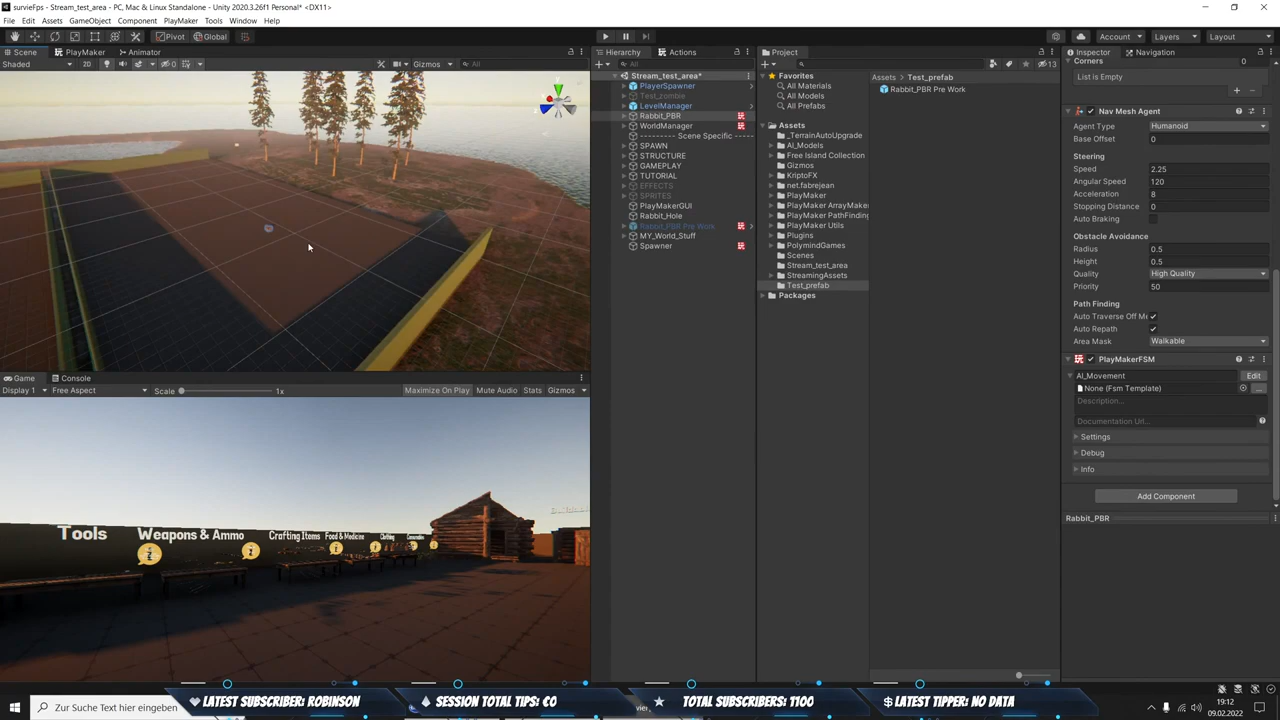 survieFps - Stream_test_area - PC, Mac & Linux Standalone - Unity 2020.3.26f1 Personal* <DX11>
File Edit Assets GameObject Component PlayMaker Tools Window Help
Pivot Global Account Layers Layout
Scene PlayMaker Animator
Shaded 2D 0 Gizmos All
Hierarchy Actions
All
Stream_test_area*
PlayerSpawner
Test_zombie
LevelManager
Rabbit_PBR
WorldManager
--------- Scene Specific -----
SPAWN
STRUCTURE
GAMEPLAY
TUTORIAL
EFFECTS
SPRITES
PlayMakerGUI
Rabbit_Hole
Rabbit_PBR Pre Work
MY_World_Stuff
Spawner
Project
13
Favorites
All Materials
All Models
All Prefabs
Assets
_TerrainAutoUpgrade
AI_Models
Free Island Collection
Gizmos
KriptoFX
net.fabrejean
PlayMaker
PlayMaker ArrayMake
PlayMaker PathFinding
PlayMaker Utils
Plugins
PolymindGames
Scenes
Stream_test_area
StreamingAssets
Test_prefab
Packages
Assets Test_prefab
Rabbit_PBR Pre Work
Inspector Navigation
Corners 0
List is Empty
Nav Mesh Agent
Agent Type Humanoid
Base Offset 0
Steering
Speed 2.25
Angular Speed 120
Acceleration 8
Stopping Distance 0
Auto Braking
Obstacle Avoidance
Radius 0.5
Height 0.5
Quality High Quality
Priority 50
Path Finding
Auto Traverse Off Me
Auto Repath
Area Mask Walkable
PlayMakerFSM
AI_Movement Edit
None (Fsm Template) ...
Description...
Documentation Url...
Settings
Debug
Info
Add Component
Rabbit_PBR
Game Console
Display 1 Free Aspect Scale 1x Maximize On Play Mute Audio Stats Gizmos
Tools Weapons & Ammo Crafting Items Food & Medicine Clothing
LATEST SUBSCRIBER: ROBINSON SESSION TOTAL TIPS: €0 TOTAL SUBSCRIBERS: 1100 LATEST TIPPER: NO DATA
Zur Suche Text hier eingeben
19:12
09.02.2022